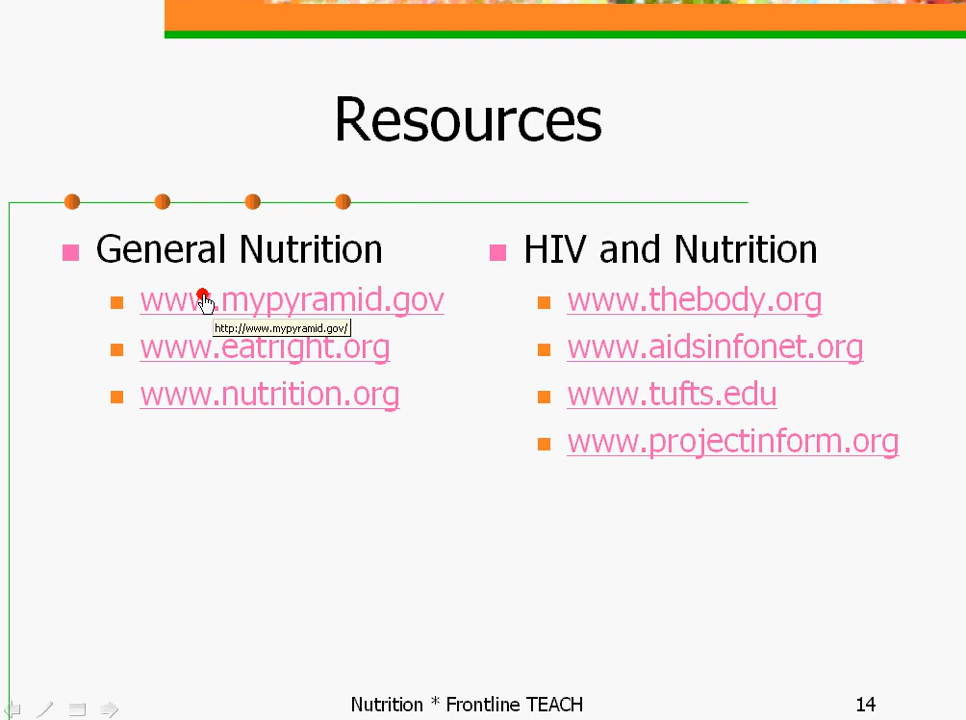 Resources
General Nutrition
www.mypyramid.gov
http://www.mypyramid.gov/
www.eatright.org
www.nutrition.org
HIV and Nutrition
www.thebody.org
www.aidsinfonet.org
www.tufts.edu
www.projectinform.org
Nutrition * Frontline TEACH
14